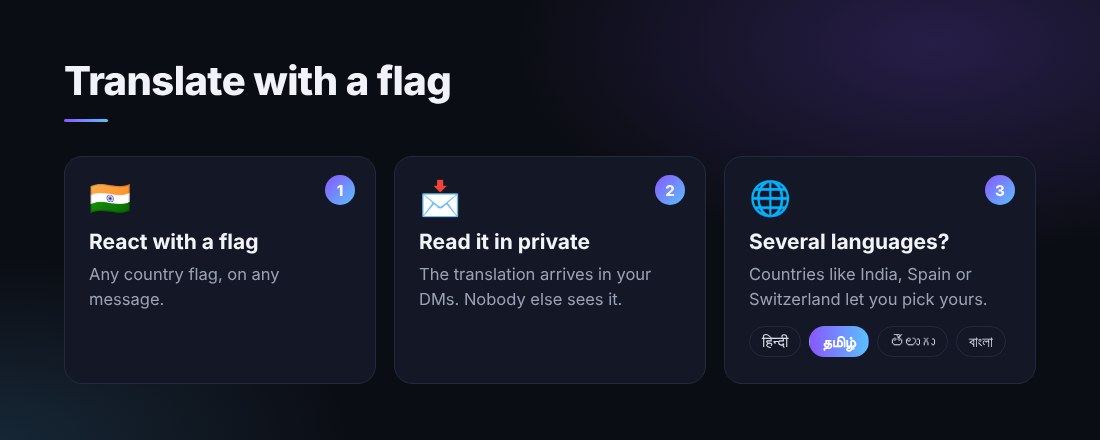 Translate with a flag
1
React with a flag
Any country flag, on any
message.
2
Read it in private
The translation arrives in your
DMs. Nobody else sees it.
3
Several languages?
Countries like India, Spain or
Switzerland let you pick yours.
हिन्दी
தமிழ்
తెలుగు
বাংলা